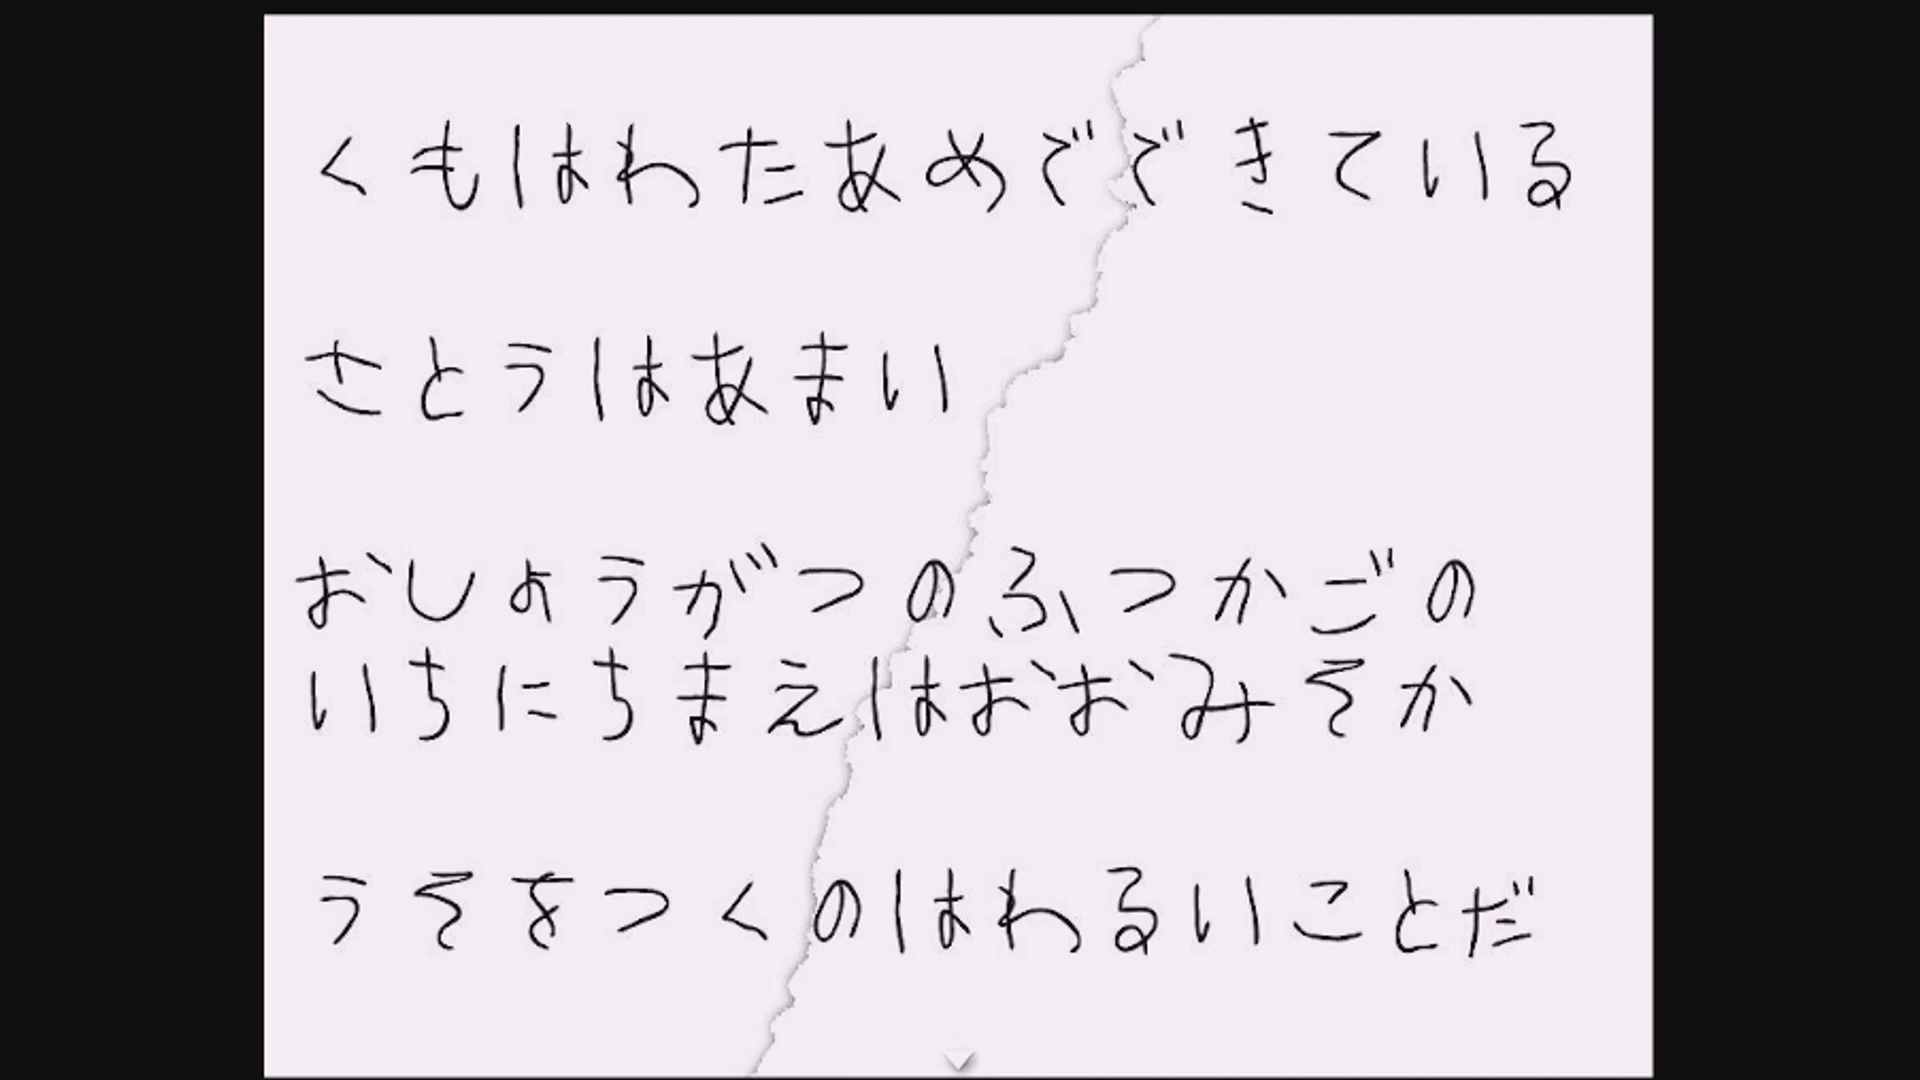 くもはわたあめでできている
さとうはあまい
おしょうがつのふつかごの
いちにちまえはおおみそか
うそをつくのはわるいことだ